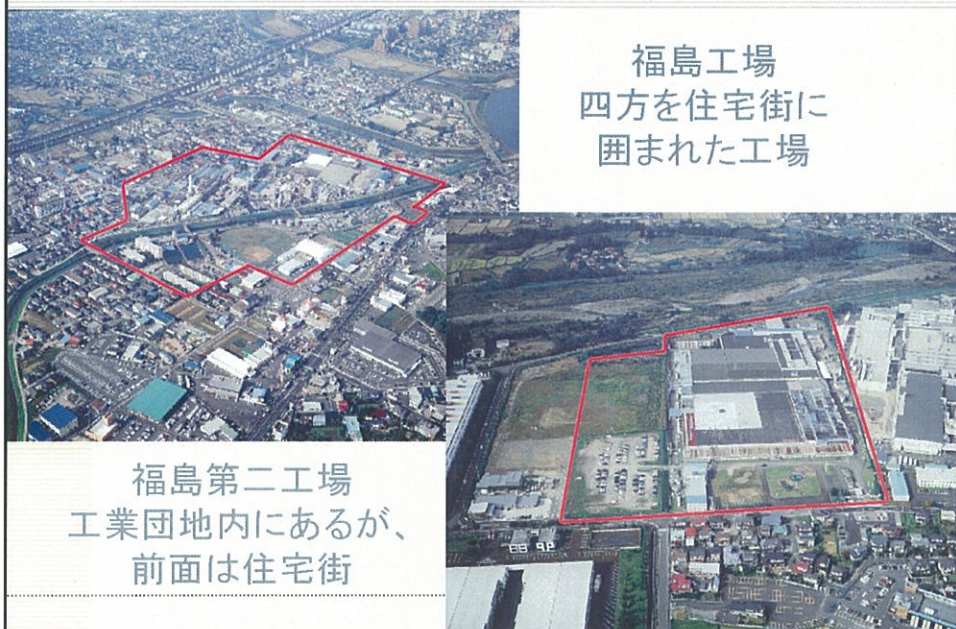 福島工場
四方を住宅街に
囲まれた工場
福島第二工場
工業団地内にあるが、
前面は住宅街